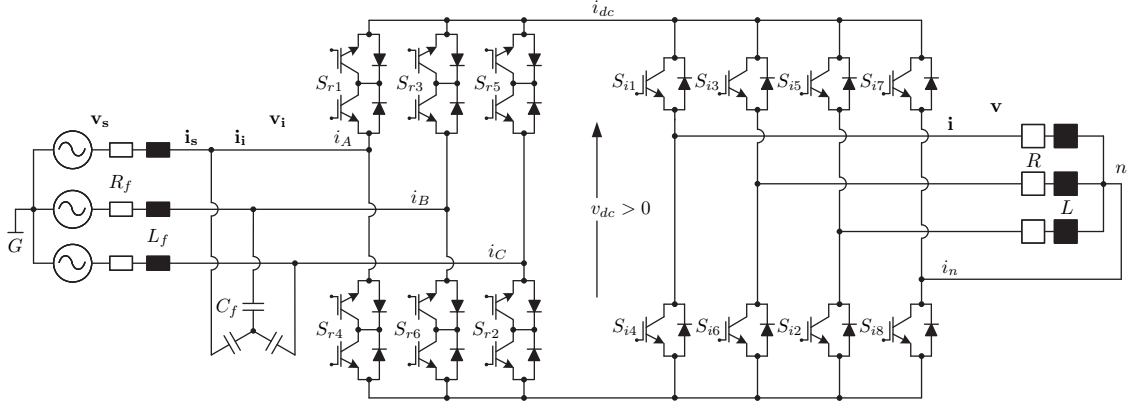 i_dc
S_r1 S_r3 S_r5 S_i1 S_i3 S_i5 S_i7
v_s i_s i_i v_i i_A i v
R_f i_B R n
G v_dc > 0 L
L_f i_C i_n
C_f S_r4 S_r6 S_r2 S_i4 S_i6 S_i2 S_i8